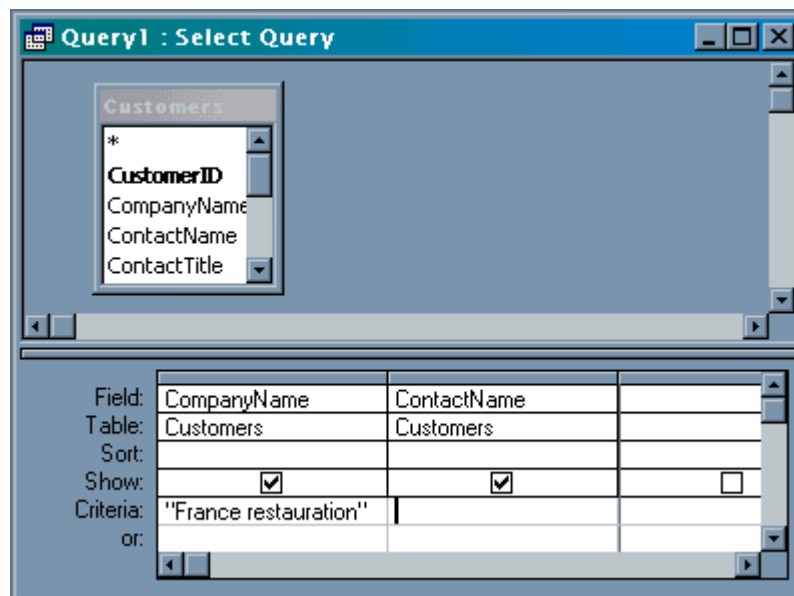 Query1 : Select Query
Customers
*
CustomerID
CompanyName
ContactName
ContactTitle
Field: CompanyName ContactName
Table: Customers Customers
Sort:
Show:
Criteria: "France restauration"
or: